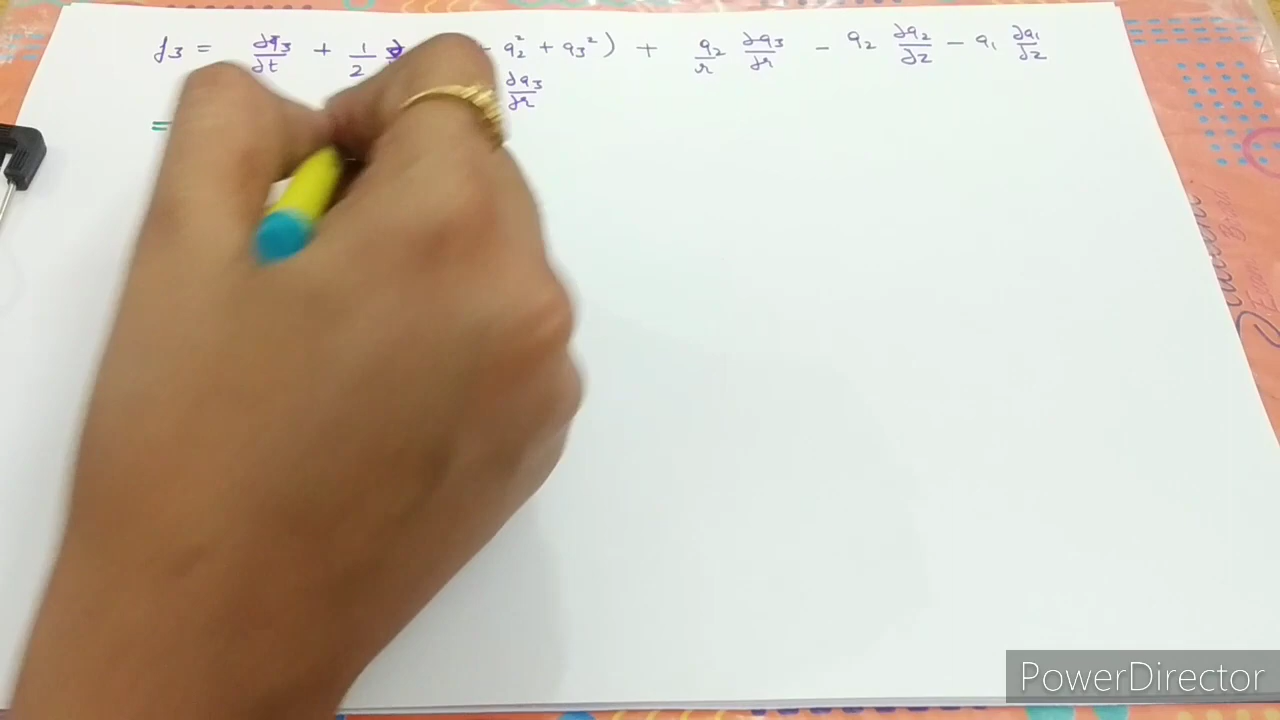 f₃ = ∂q₃/∂t + 1/2 ∂ q₂² + q₃²) + q₂/r ∂q₃/∂r - q₂ ∂q₂/∂z - q₁ ∂q₁/∂z
∂q₃/∂r
=
PowerDirector